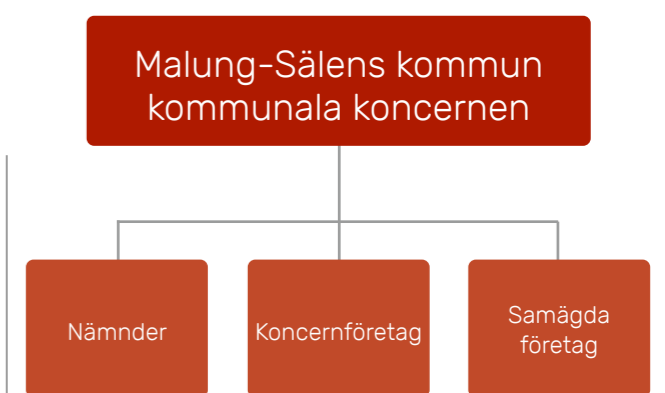 Malung-Sälens kommun
kommunala koncernen
Nämnder
Koncernföretag
Samägda
företag